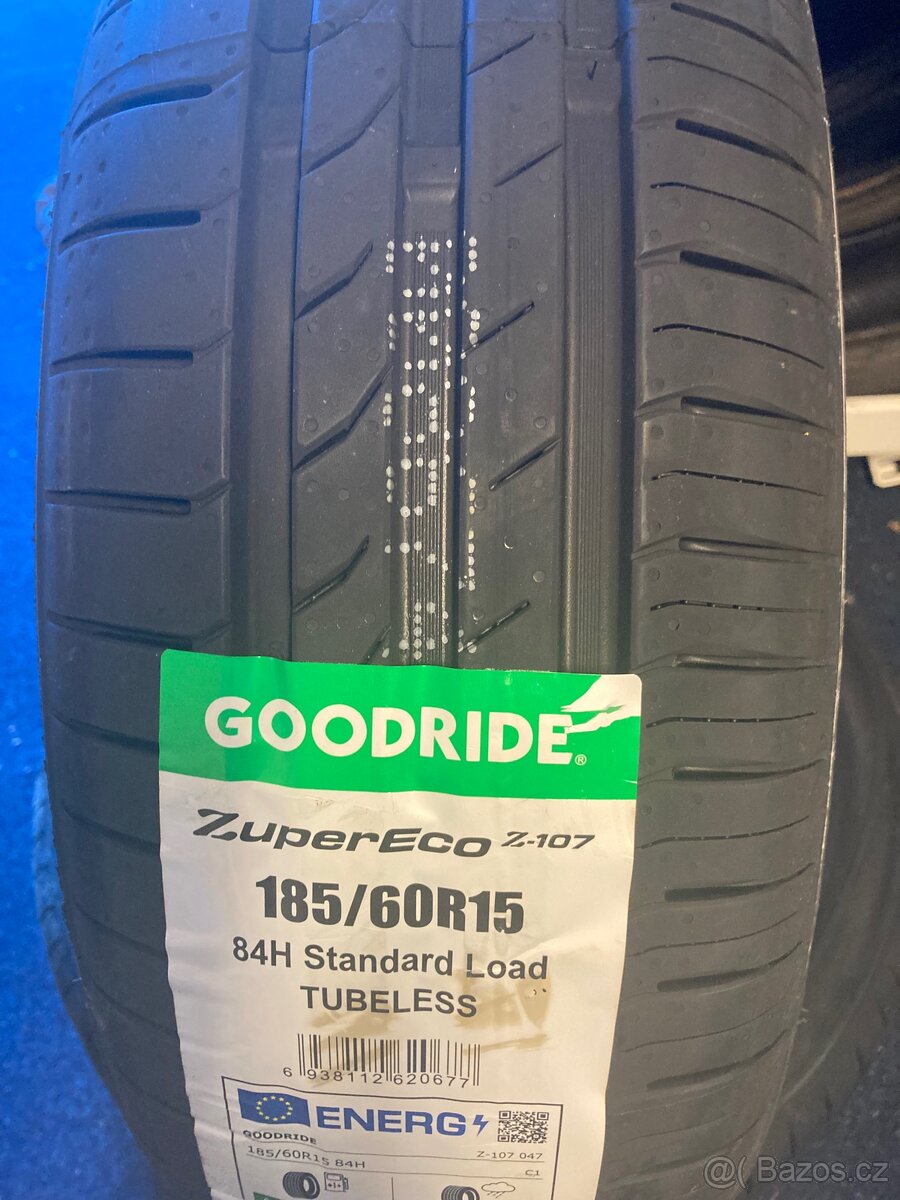 GOODRIDE®
ZuperEco Z-107
185/60R15
84H Standard Load
TUBELESS
6 938112 620677
ENERG
GOODRIDE
Z-107 047
185/60R15 84H
C1
@Bazos.cz